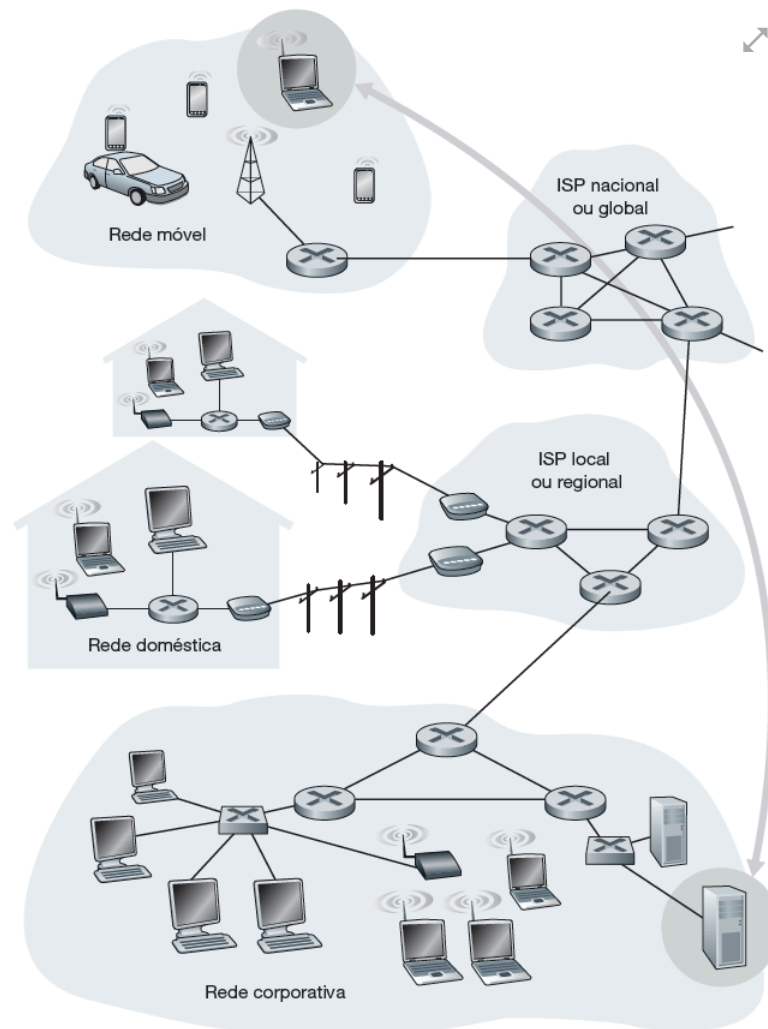 Rede móvel
ISP nacional
ou global
ISP local
ou regional
Rede doméstica
Rede corporativa